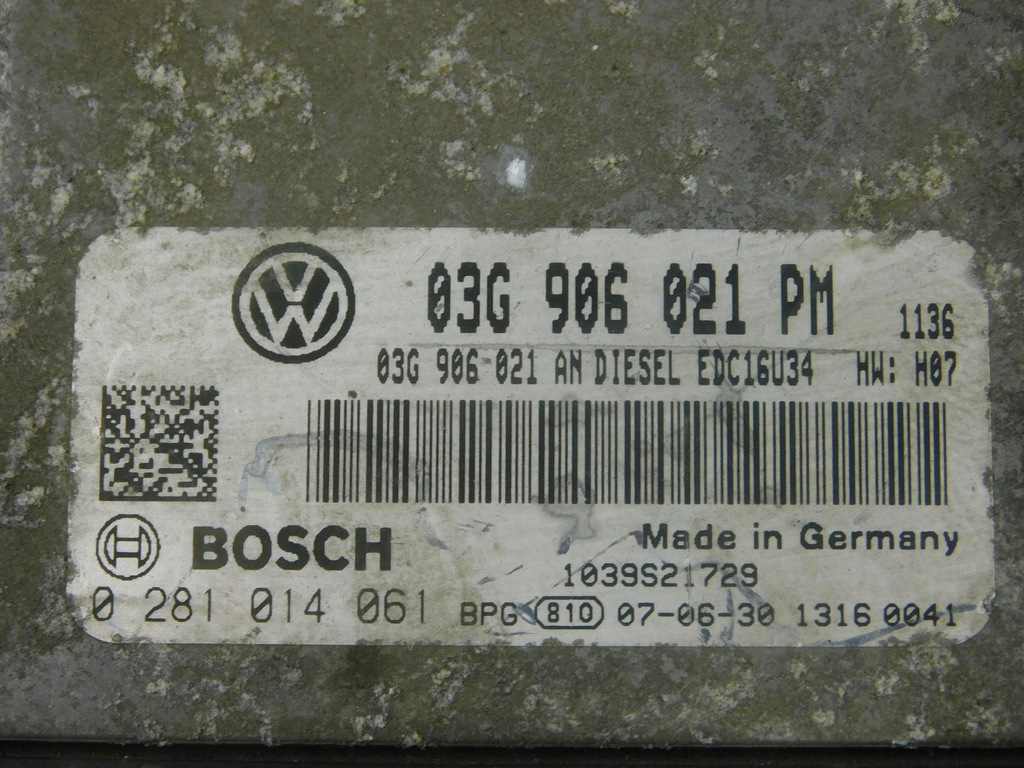 03G 906 021 PM 1136
03G 906 021 AN DIESEL EDC16U34 HW: H07
BOSCH
Made in Germany
1039S21729
0 281 014 061 BPG 810 07-06-30 1316 0041